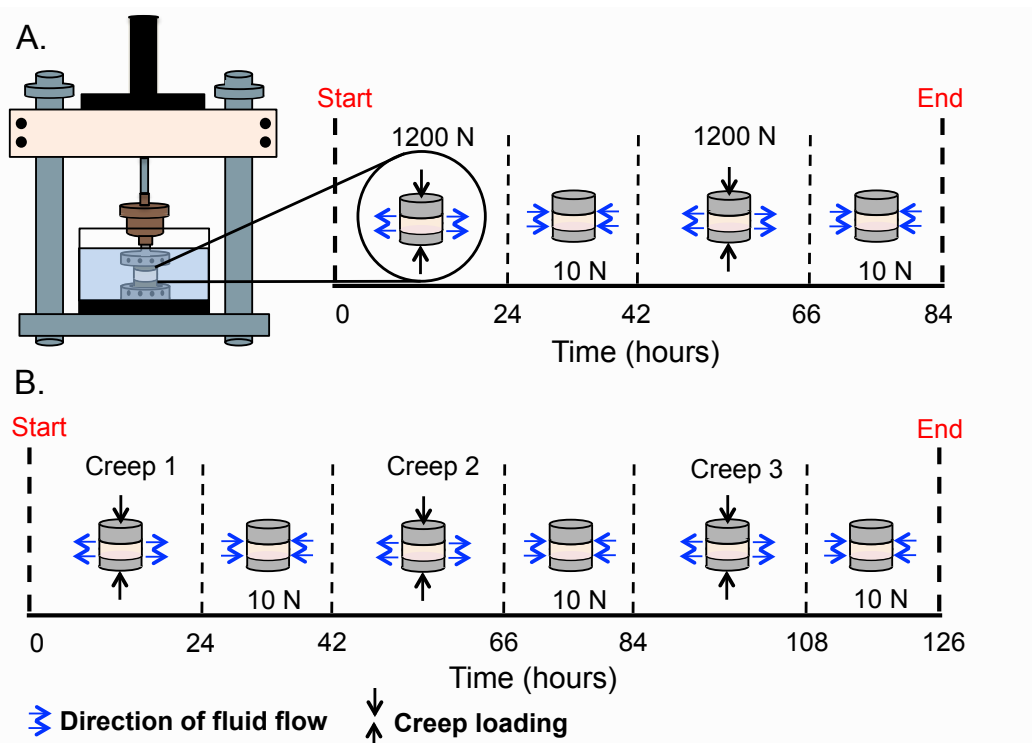 A.
Start
End
1200 N
1200 N
10 N
10 N
0 24 42 66 84
Time (hours)
B.
Start
End
Creep 1
Creep 2
Creep 3
10 N
10 N
10 N
0 24 42 66 84 108 126
Time (hours)
Direction of fluid flow
Creep loading